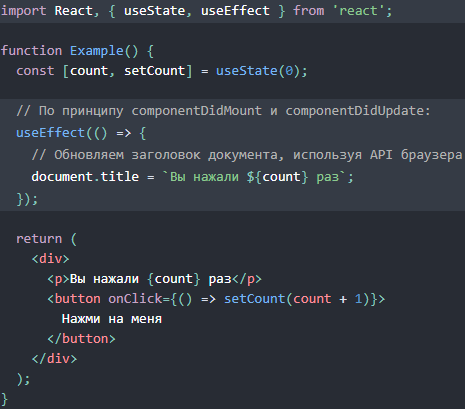 import React, { useState, useEffect } from 'react';
function Example() {
const [count, setCount] = useState(0);
// По принципу componentDidMount и componentDidUpdate:
useEffect(() => {
// Обновляем заголовок документа, используя API браузера
document.title = `Вы нажали ${count} раз`;
});
return (
<div>
<p>Вы нажали {count} раз</p>
<button onClick={() => setCount(count + 1)}>
Нажми на меня
</button>
</div>
);
}